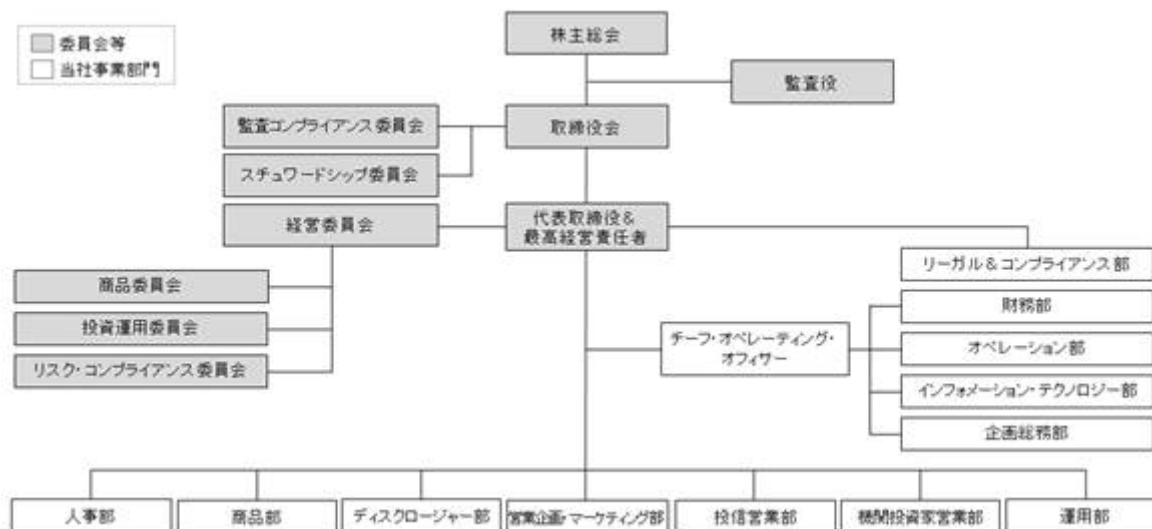 委員会等
当社事業部門
株主総会
監査役
監査コンプライアンス委員会
取締役会
スチュワードシップ委員会
経営委員会
代表取締役&
最高経営責任者
リーガル&コンプライアンス部
商品委員会
財務部
投資運用委員会
チーフ・オペレーティング・
オフィサー
オペレーション部
リスク・コンプライアンス委員会
インフォメーション・テクノロジー部
企画総務部
人事部
商品部
ディスクロージャー部
営業企画・マーケティング部
投信営業部
機関投資家営業部
運用部